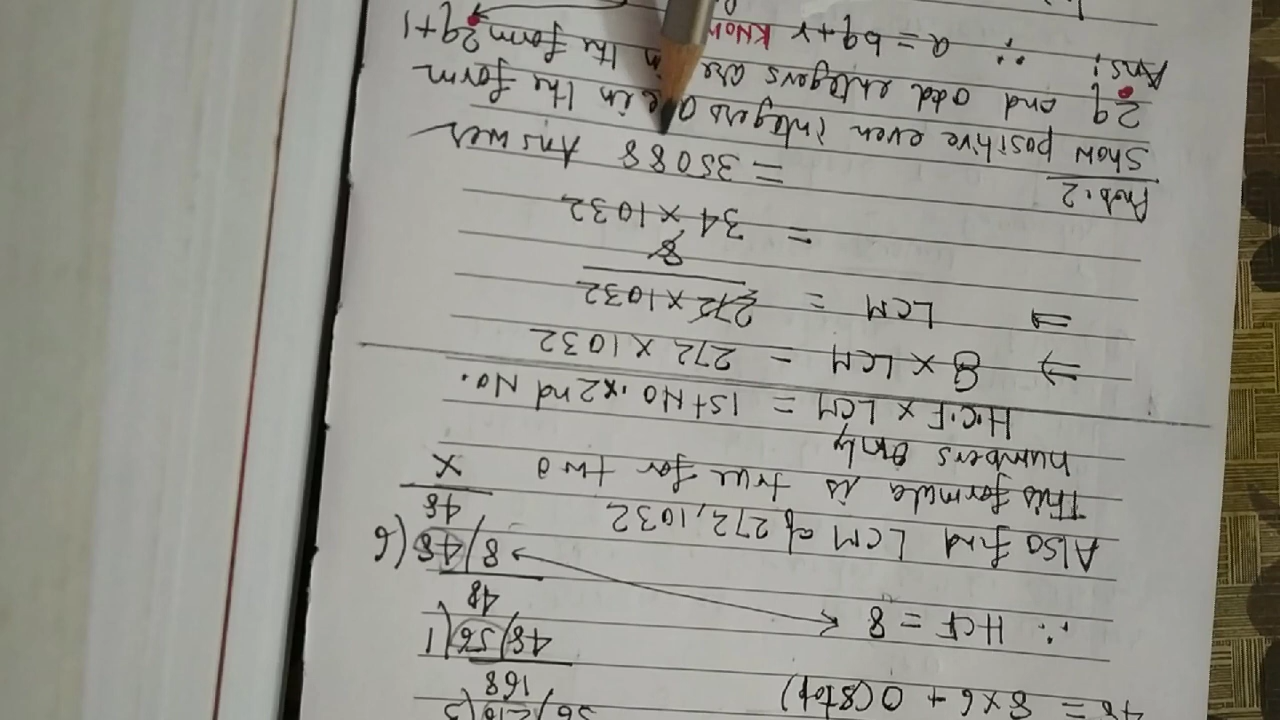 48 = 8 x 6 + 0 (Stop)
56/216(3
168
48/56(1
48
∴ HCF = 8
8/48(6
48
x
Also find LCM of 272, 1032
This formula is true for two
numbers only
H.C.F x LCM = 1st No. x 2nd No.
⇒ 8 x LCM = 272 x 1032
⇒ LCM = 272 x 1032
8
= 34 x 1032
= 35088 Answer
Prob. 2
Show positive even integers are in the form
2q and odd entegers are in the form 2q+1
Ans: ∴ a = bq + r